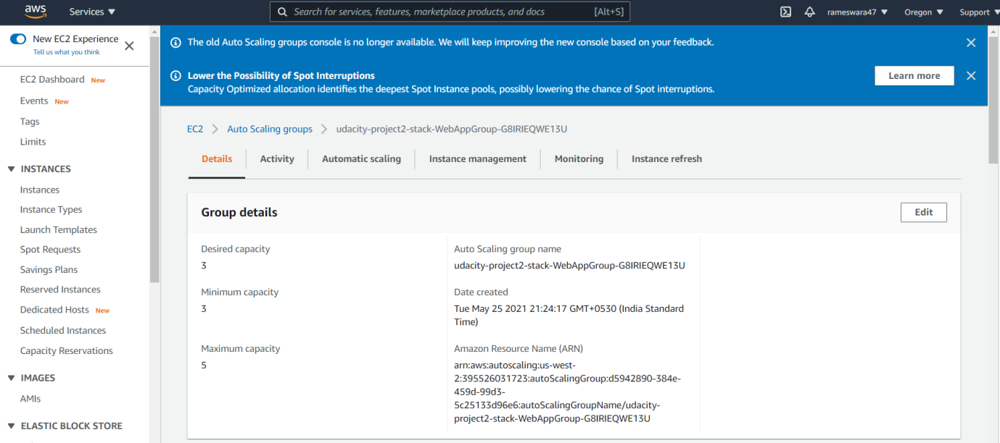 aws
Services
Search for services, features, marketplace products, and docs [Alt+S]
rameswara47
Oregon
Support
New EC2 Experience
Tell us what you think
EC2 Dashboard New
Events New
Tags
Limits
INSTANCES
Instances
Instance Types
Launch Templates
Spot Requests
Savings Plans
Reserved Instances
Dedicated Hosts New
Scheduled Instances
Capacity Reservations
IMAGES
AMIs
ELASTIC BLOCK STORE
The old Auto Scaling groups console is no longer available. We will keep improving the new console based on your feedback.
Lower the Possibility of Spot Interruptions
Capacity Optimized allocation identifies the deepest Spot Instance pools, possibly lowering the chance of Spot interruptions.
Learn more
EC2 > Auto Scaling groups > udacity-project2-stack-WebAppGroup-G8IRIEQWE13U
Details
Activity
Automatic scaling
Instance management
Monitoring
Instance refresh
Group details
Edit
Desired capacity
3
Minimum capacity
3
Maximum capacity
5
Auto Scaling group name
udacity-project2-stack-WebAppGroup-G8IRIEQWE13U
Date created
Tue May 25 2021 21:24:17 GMT+0530 (India Standard
Time)
Amazon Resource Name (ARN)
arn:aws:autoscaling:us-west-
2:395526031723:autoScalingGroup:d5942890-384e-
459d-99d3-
5c25133d96e6:autoScalingGroupName/udacity-
project2-stack-WebAppGroup-G8IRIEQWE13U